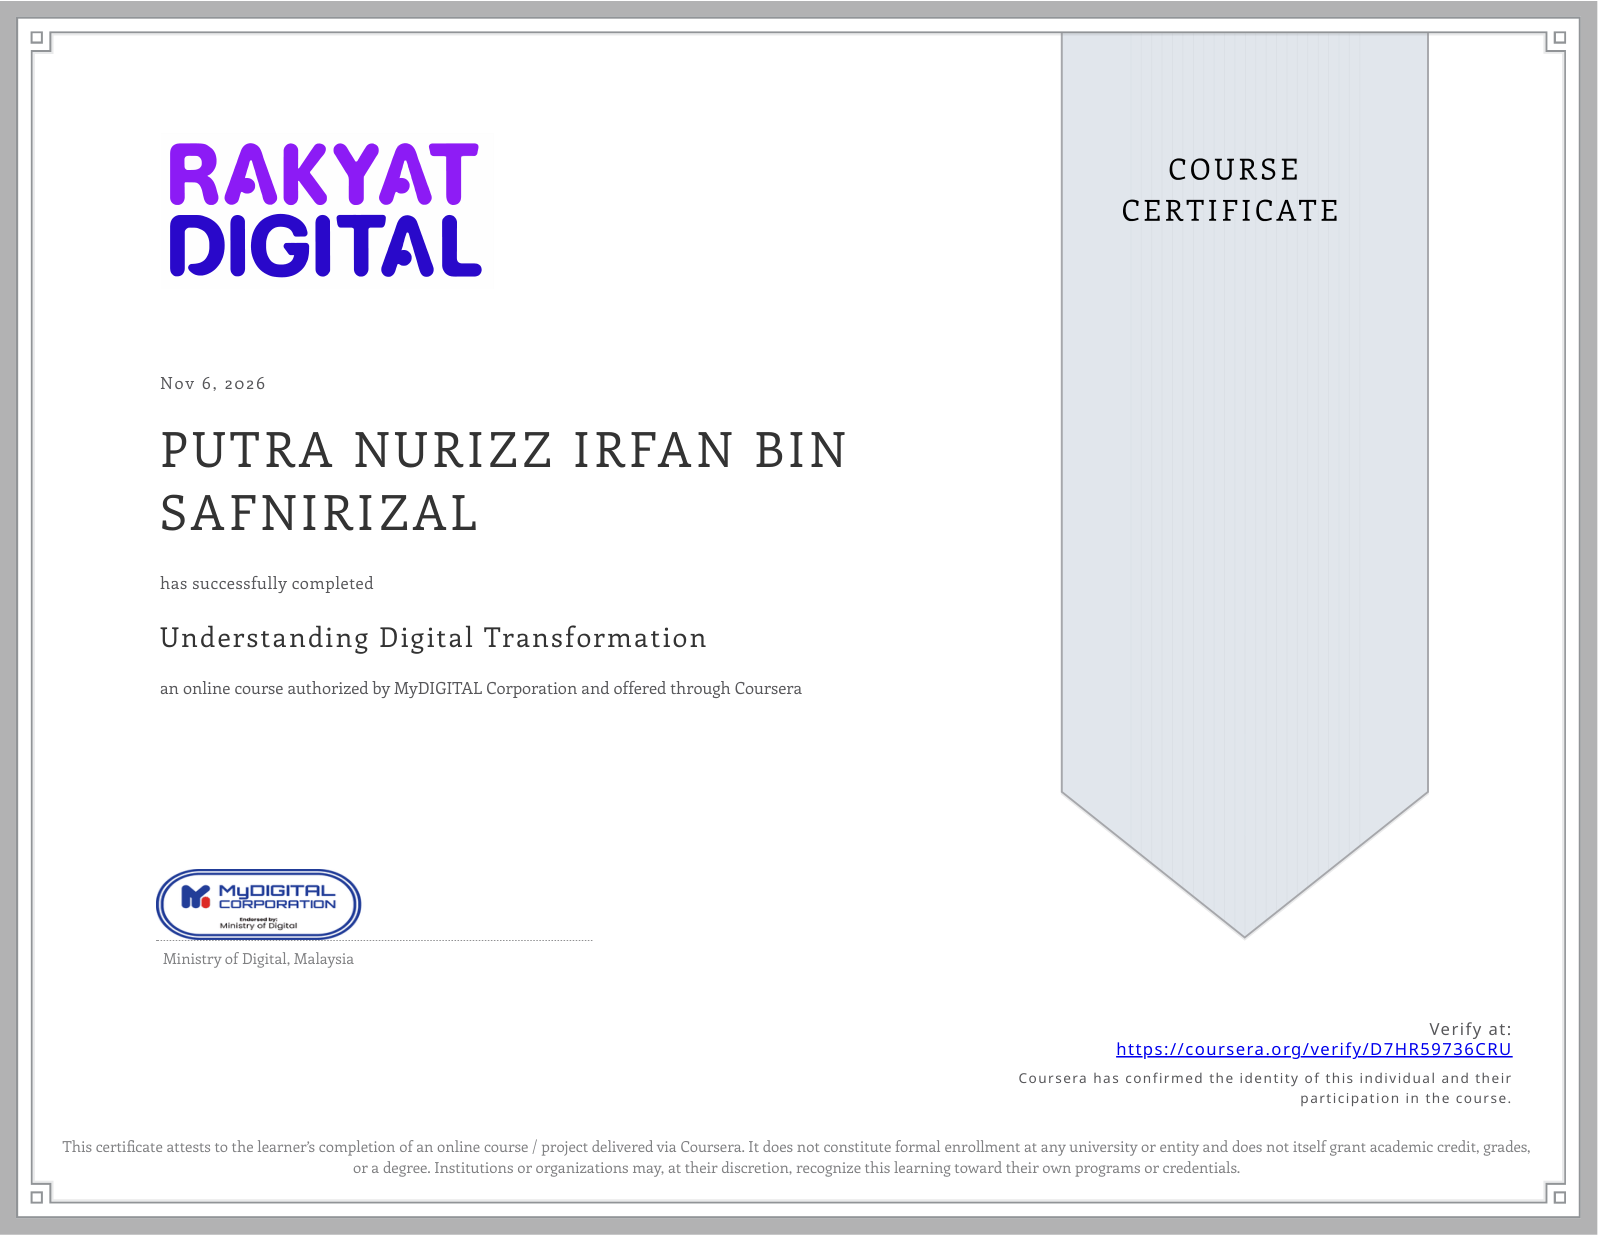 RAKYAT
DIGITAL
COURSE
CERTIFICATE
Nov 6, 2026
PUTRA NURIZZ IRFAN BIN
SAFNIRIZAL
has successfully completed
Understanding Digital Transformation
an online course authorized by MyDIGITAL Corporation and offered through Coursera
MyDIGITAL
CORPORATION
Endorsed by:
Ministry of Digital
Ministry of Digital, Malaysia
Verify at:
https://coursera.org/verify/D7HR59736CRU
Coursera has confirmed the identity of this individual and their
participation in the course.
This certificate attests to the learner’s completion of an online course / project delivered via Coursera. It does not constitute formal enrollment at any university or entity and does not itself grant academic credit, grades,
or a degree. Institutions or organizations may, at their discretion, recognize this learning toward their own programs or credentials.